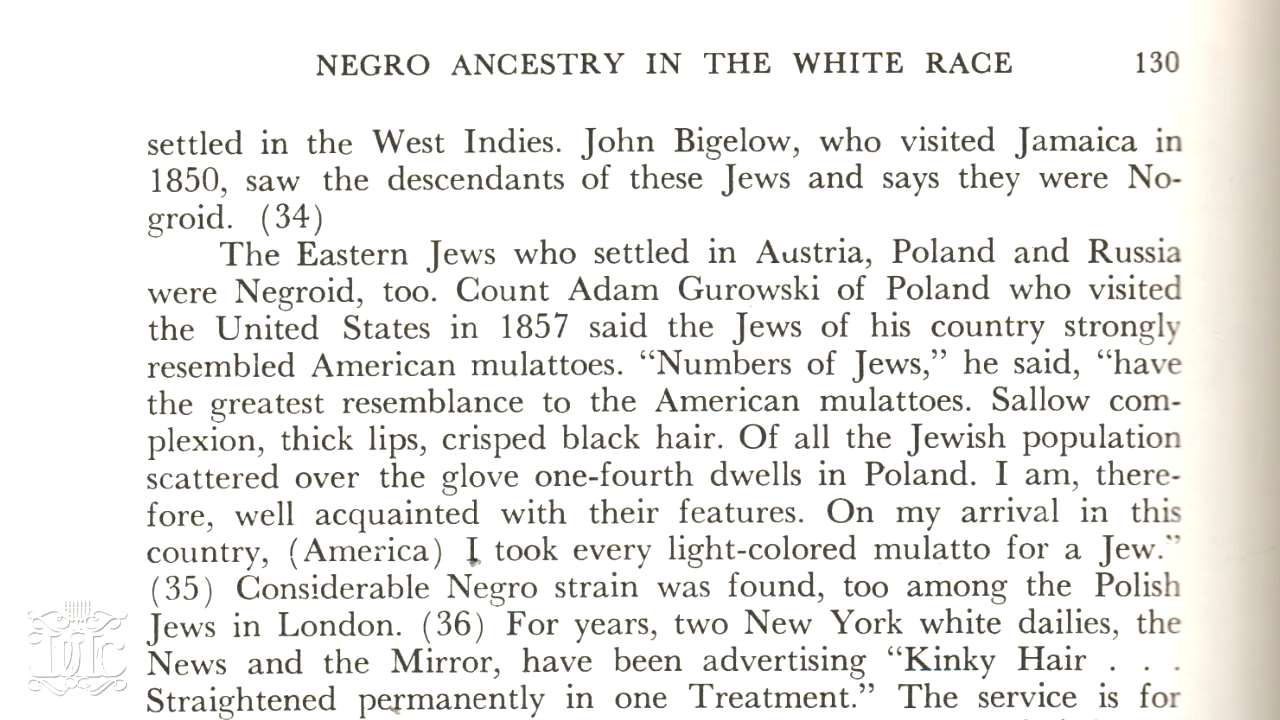 NEGRO ANCESTRY IN THE WHITE RACE 130
settled in the West Indies. John Bigelow, who visited Jamaica in
1850, saw the descendants of these Jews and says they were No-
groid. (34)
The Eastern Jews who settled in Austria, Poland and Russia
were Negroid, too. Count Adam Gurowski of Poland who visited
the United States in 1857 said the Jews of his country strongly
resembled American mulattoes. “Numbers of Jews,” he said, “have
the greatest resemblance to the American mulattoes. Sallow com-
plexion, thick lips, crisped black hair. Of all the Jewish population
scattered over the glove one-fourth dwells in Poland. I am, there-
fore, well acquainted with their features. On my arrival in this
country, (America) I took every light-colored mulatto for a Jew.”
(35) Considerable Negro strain was found, too among the Polish
Jews in London. (36) For years, two New York white dailies, the
News and the Mirror, have been advertising “Kinky Hair . . .
Straightened permanently in one Treatment.” The service is for